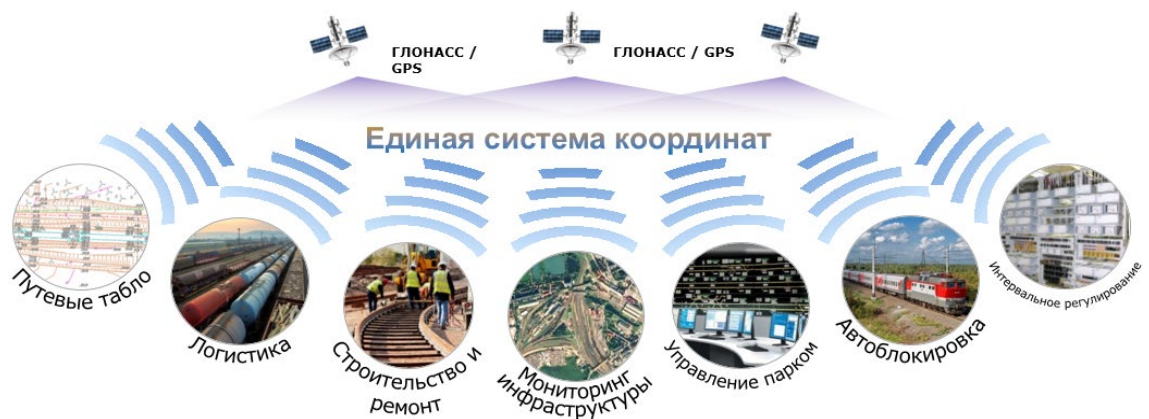 ГЛОНАСС /
GPS
ГЛОНАСС / GPS
Единая система координат
Путевые табло
Логистика
Строительство и
ремонт
Мониторинг
инфраструктуры
Управление парком
Автоблокировка
Интервальное регулирование